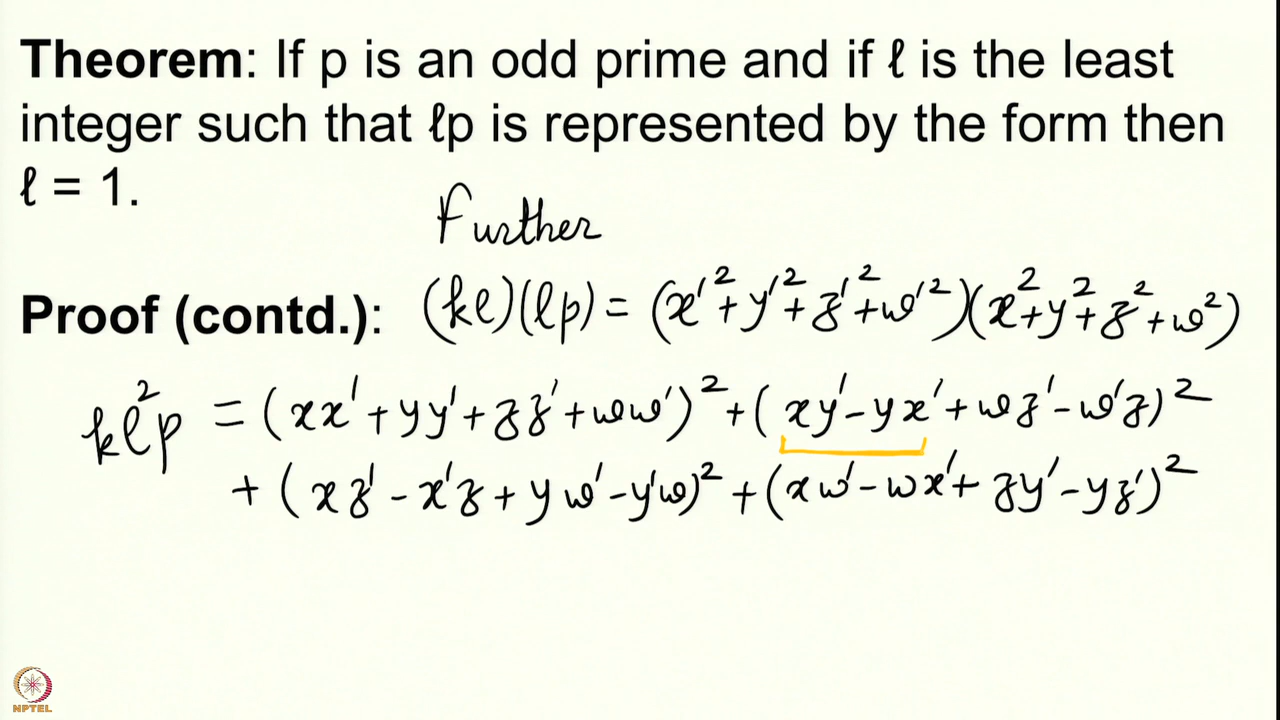 Theorem: If p is an odd prime and if ℓ is the least
integer such that ℓp is represented by the form then
ℓ = 1.
Further
Proof (contd.): (kℓ)(ℓp) = (x'² + y'² + z'² + w'²)(x² + y² + z² + w²)
kℓ²p = (xx' + yy' + zz' + ww')² + (xy' - yx' + wz' - w'z)²
+ (xz' - x'z + yw' - y'w)² + (xw' - wx' + zy' - yz')²
NPTEL